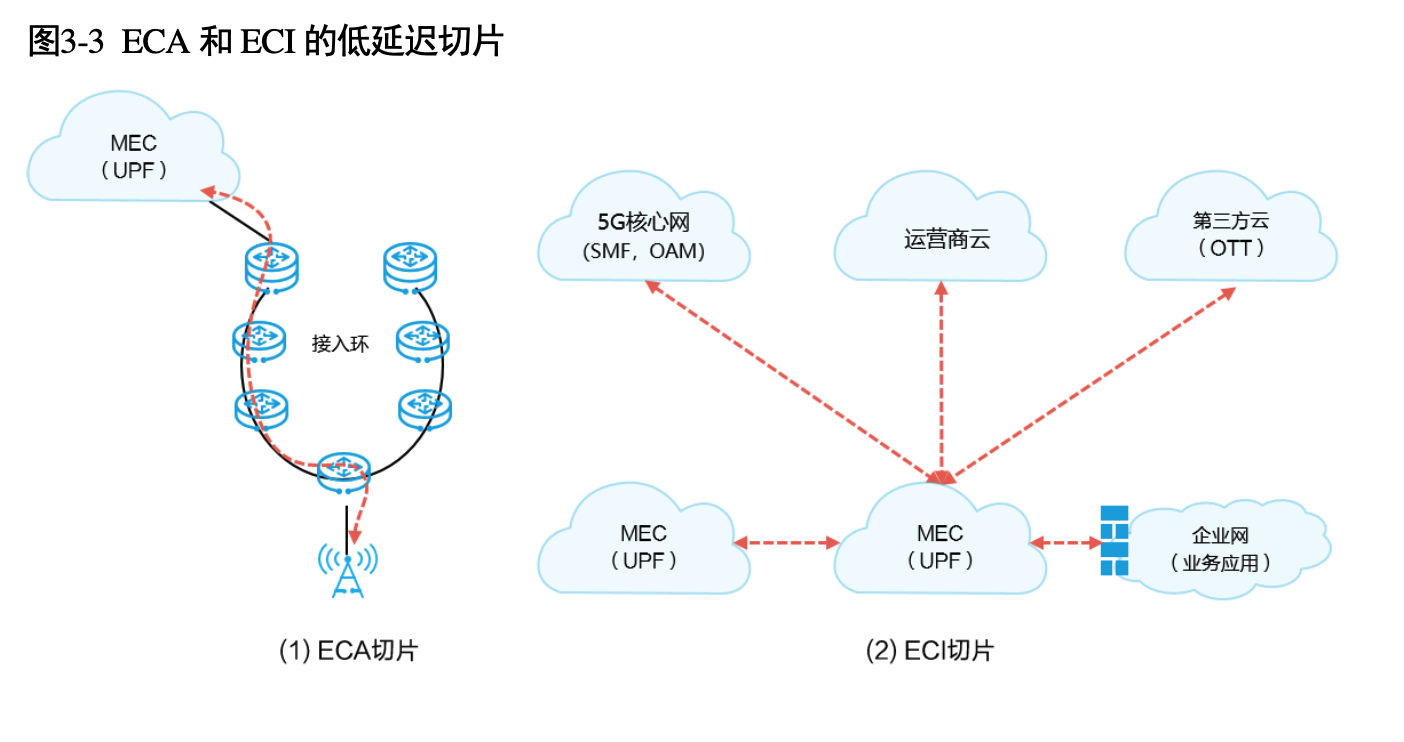 图3-3 ECA 和 ECI 的低延迟切片
MEC
（UPF）
接入环
(1) ECA切片
5G核心网
(SMF，OAM)
运营商云
第三方云
（OTT）
MEC
（UPF）
MEC
（UPF）
企业网
（业务应用）
(2) ECI切片